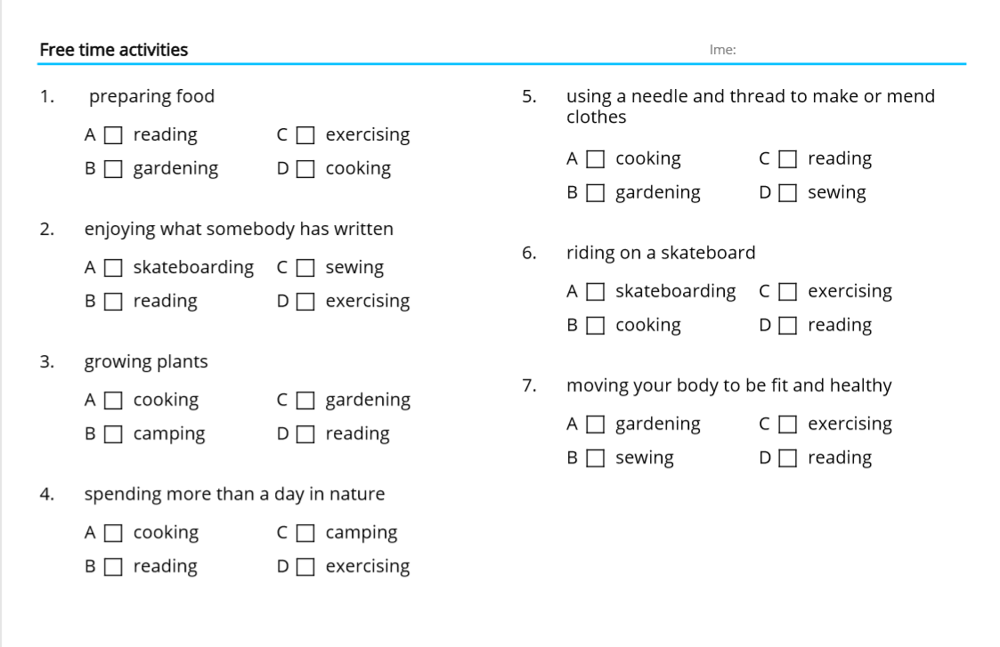 Free time activities
Ime:
1. preparing food
A reading C exercising
B gardening D cooking
2. enjoying what somebody has written
A skateboarding C sewing
B reading D exercising
3. growing plants
A cooking C gardening
B camping D reading
4. spending more than a day in nature
A cooking C camping
B reading D exercising
5. using a needle and thread to make or mend
clothes
A cooking C reading
B gardening D sewing
6. riding on a skateboard
A skateboarding C exercising
B cooking D reading
7. moving your body to be fit and healthy
A gardening C exercising
B sewing D reading